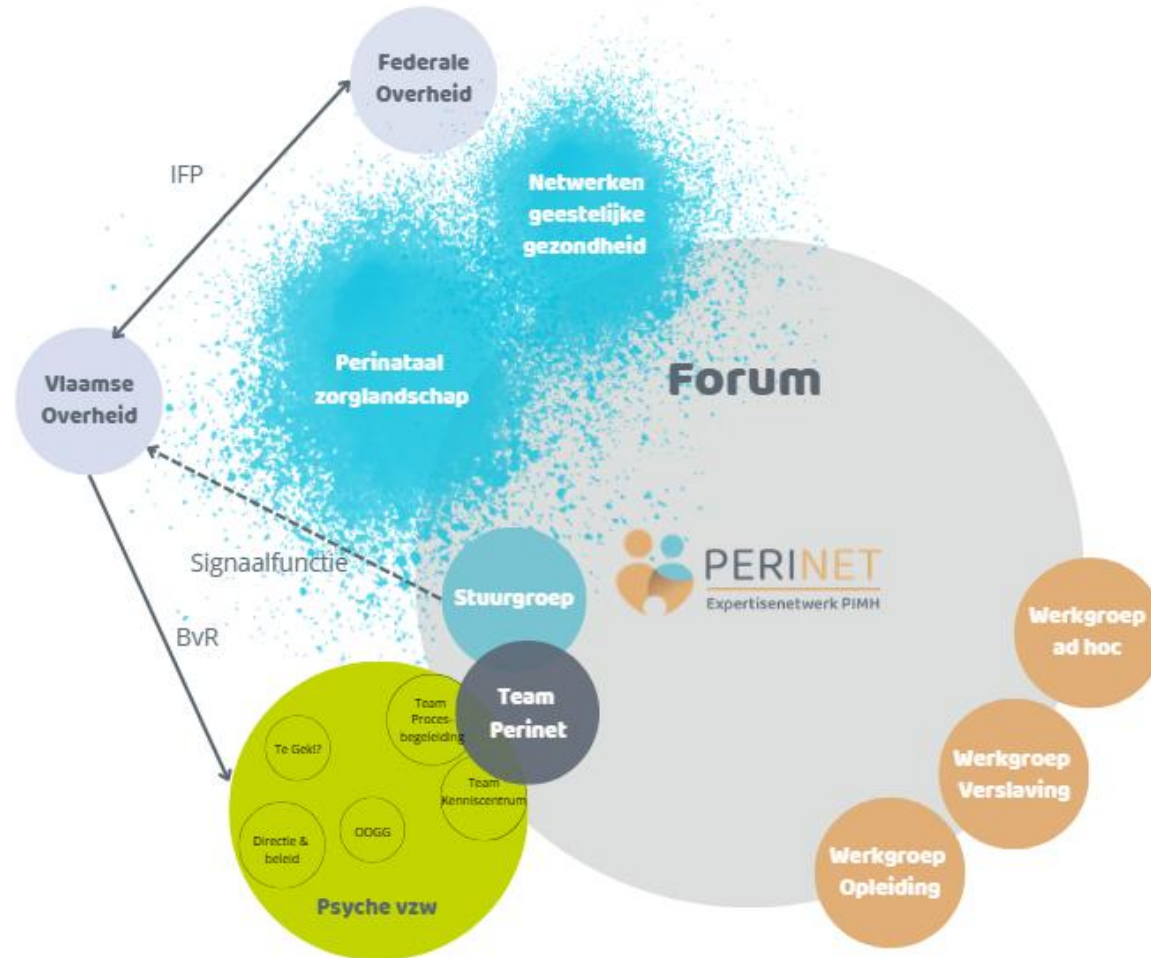 Federale
Overheid
IFP
Netwerken
geestelijke
gezondheid
Perinataal
zorglandschap
Vlaamse
Overheid
Forum
Signaalfunctie
BvR
Stuurgroep
PERINET
Expertisenetwerk PIMH
Team
Perinet
Werkgroep
ad hoc
Werkgroep
Verslaving
Werkgroep
Opleiding
Team
Proces-
begeleiding
Te Gek!?
Team
Kenniscentrum
OOGG
Directie &
beleid
Psyche vzw